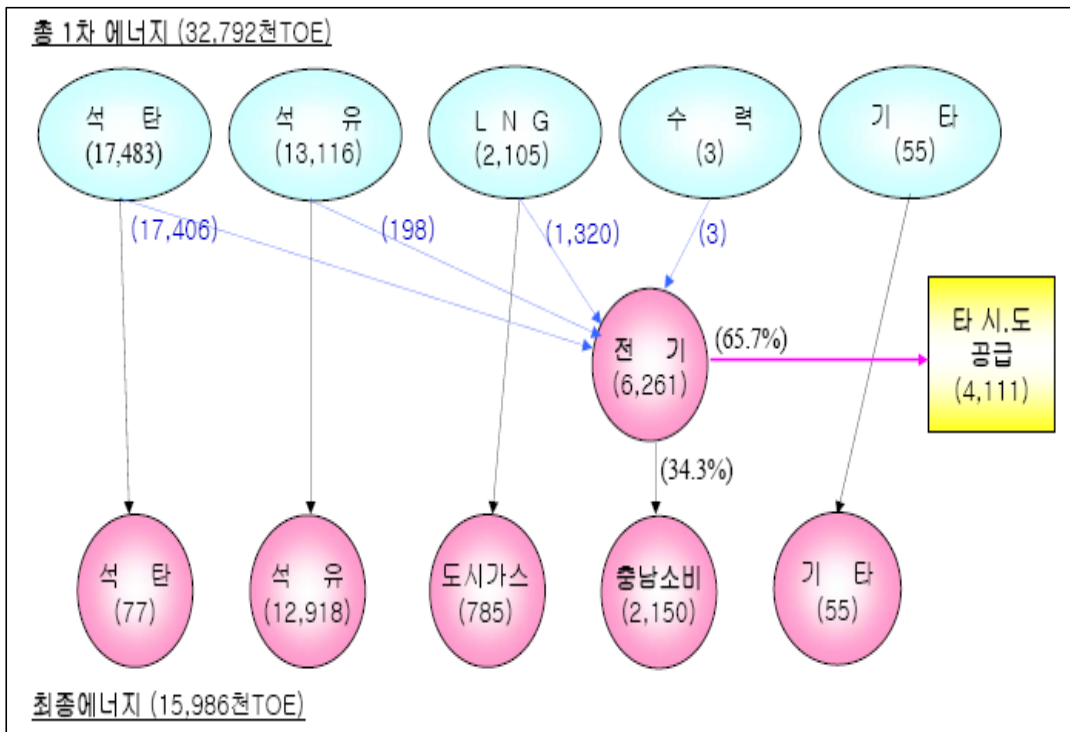 총 1차 에너지 (32,792천TOE)
석 탄
(17,483)
석 유
(13,116)
L N G
(2,105)
수 력
(3)
기 타
(55)
(17,406)
(198)
(1,320)
(3)
전 기
(6,261)
(65.7%)
타 시.도
공급
(4,111)
(34.3%)
석 탄
(77)
석 유
(12,918)
도시가스
(785)
충남소비
(2,150)
기 타
(55)
최종에너지 (15,986천TOE)